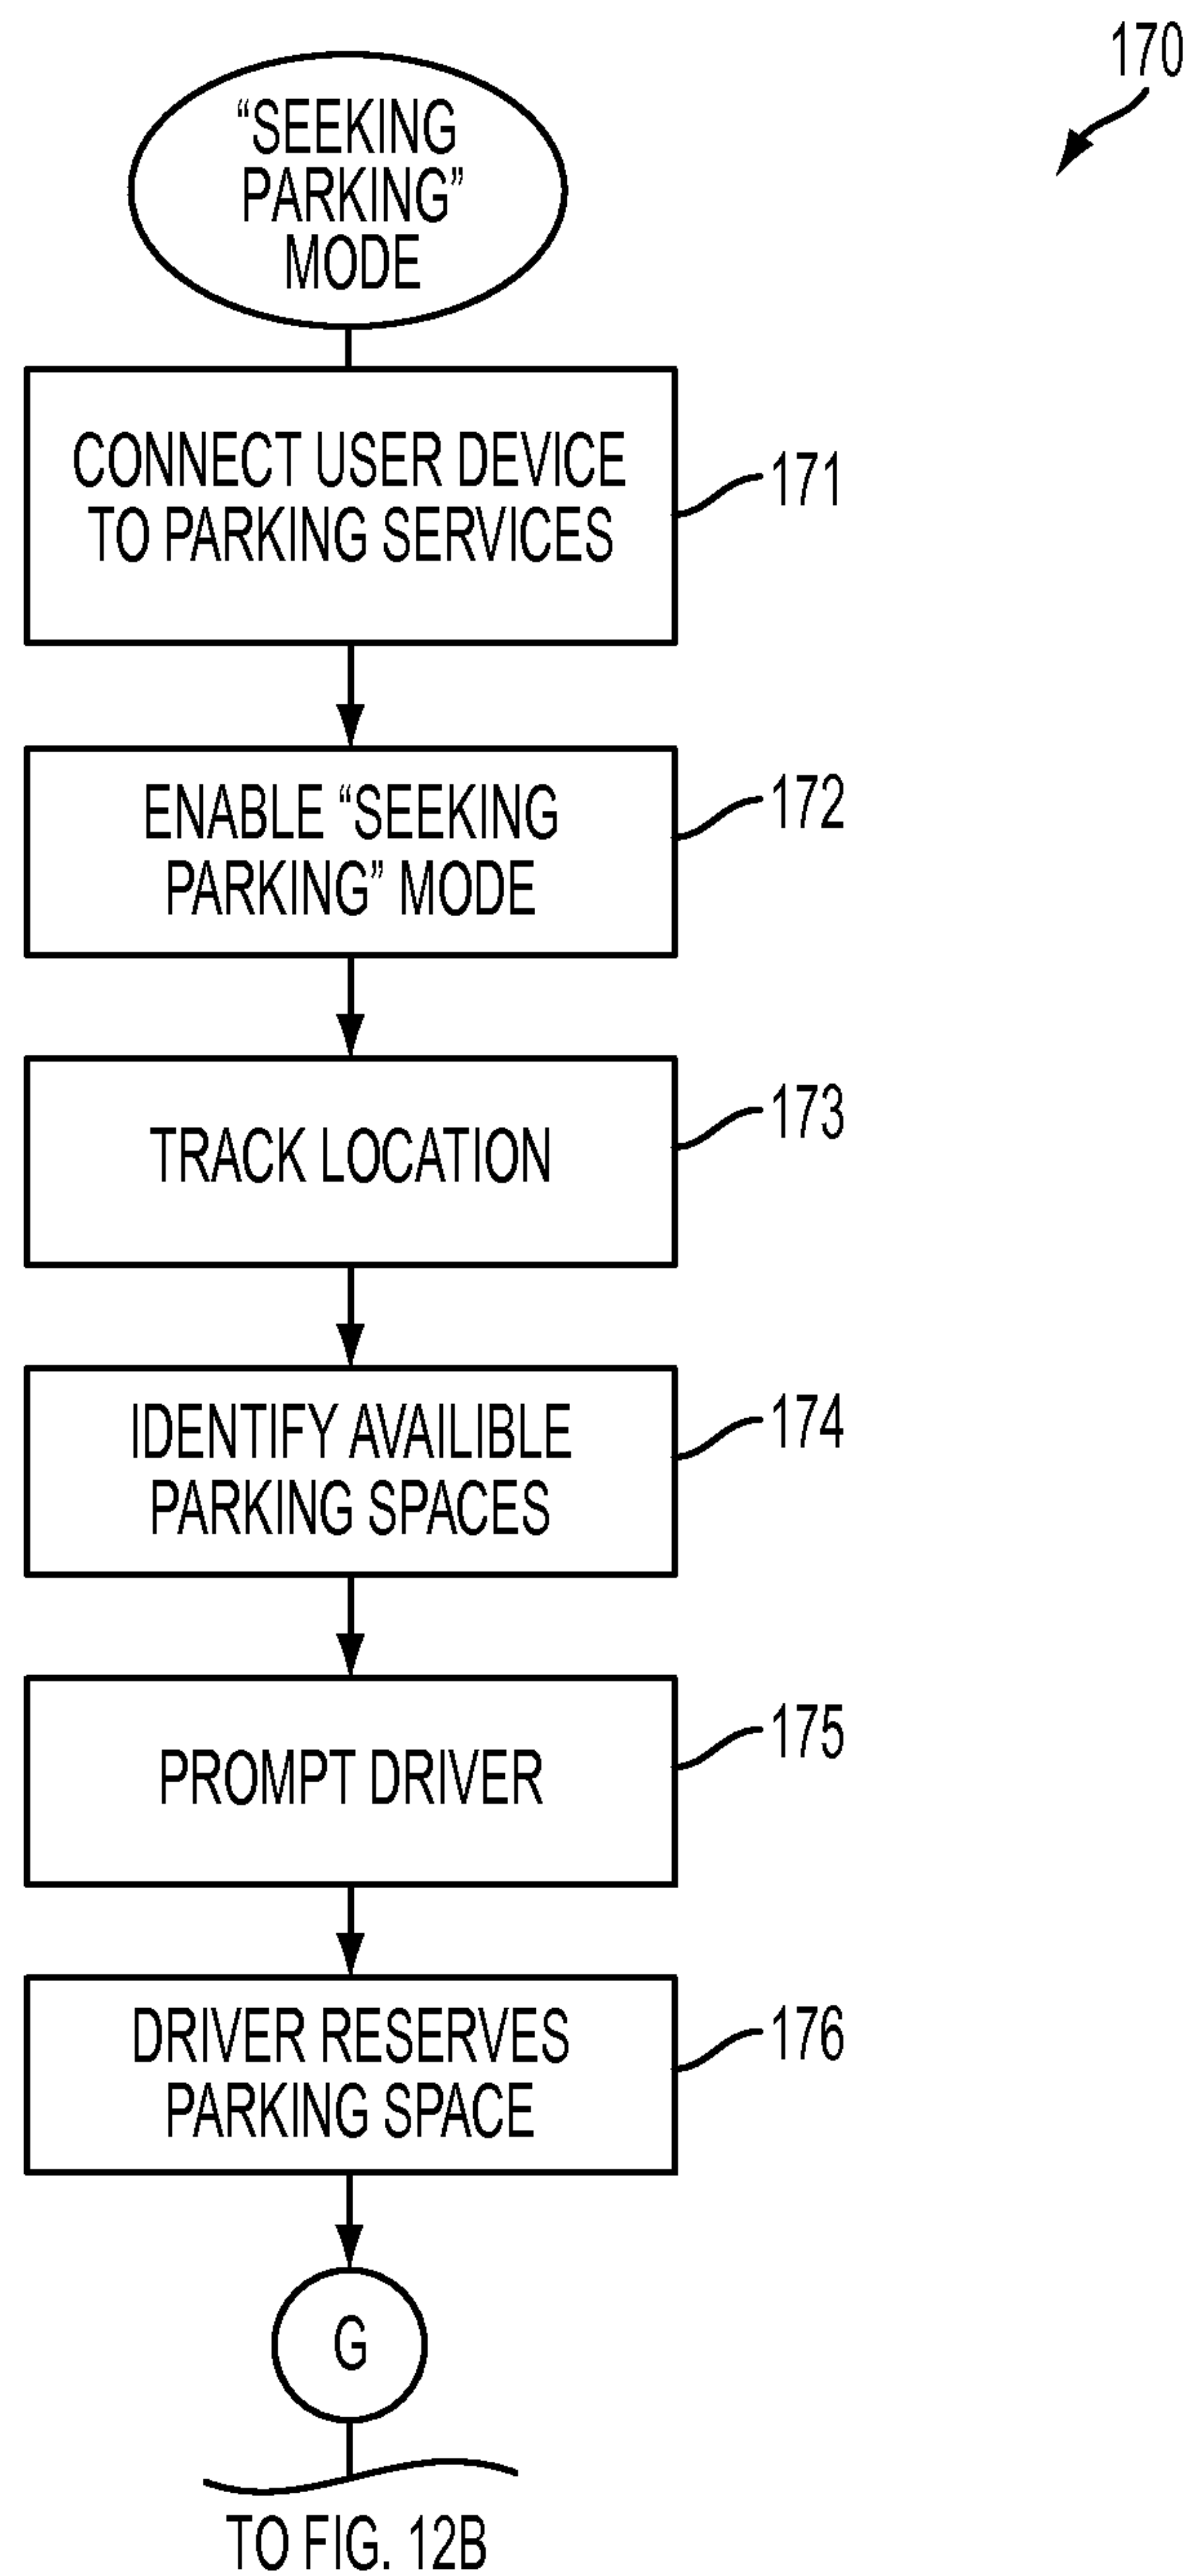 170
“SEEKING
PARKING”
MODE
CONNECT USER DEVICE
TO PARKING SERVICES
171
ENABLE “SEEKING
PARKING” MODE
172
TRACK LOCATION
173
IDENTIFY AVAILIBLE
PARKING SPACES
174
PROMPT DRIVER
175
DRIVER RESERVES
PARKING SPACE
176
G
TO FIG. 12B